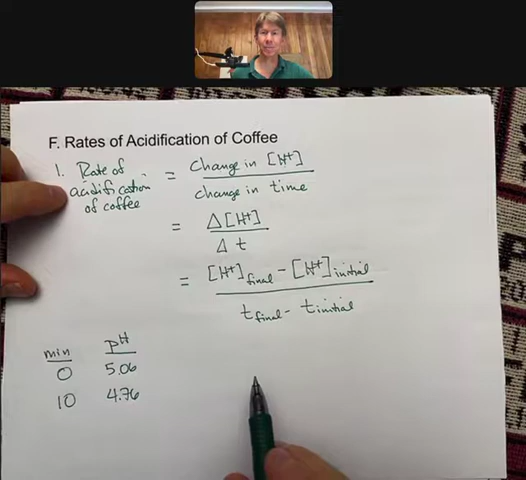 F. Rates of Acidification of Coffee
1. Rate of acidification of coffee = Change in [H+] / change in time
= Δ[H+] / Δt
= [H+]final - [H+]initial / tfinal - tinitial
min pH
0 5.06
10 4.76